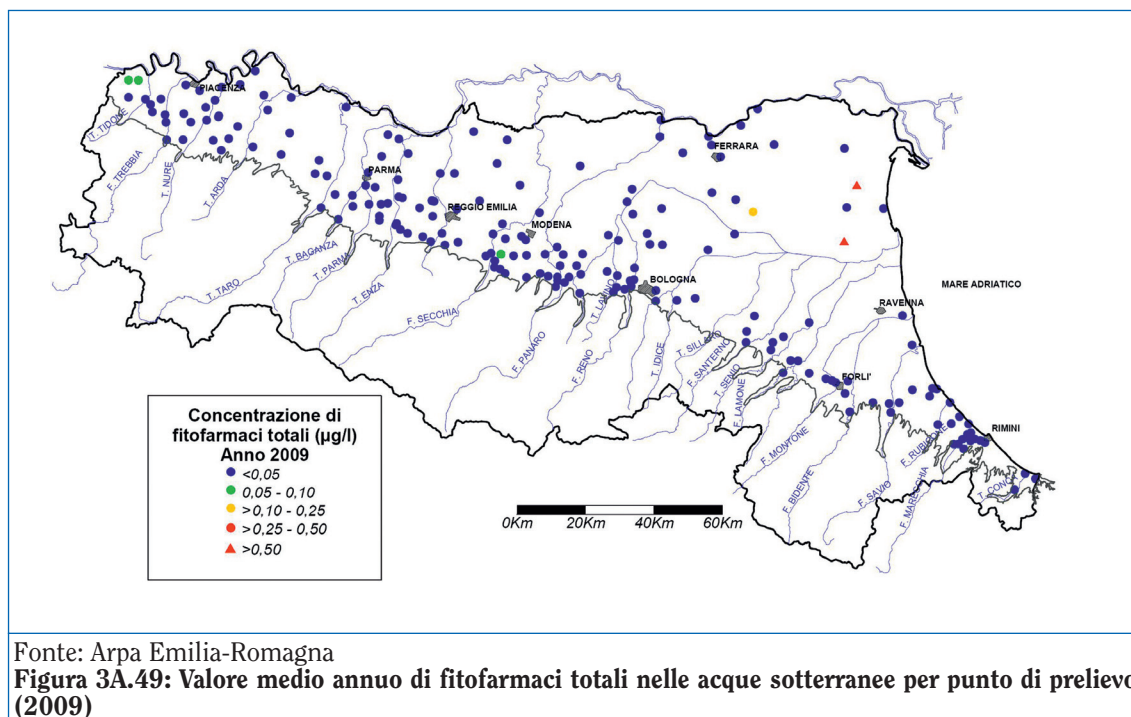 PIACENZA
T. TIDONE
F. TREBBIA
T. NURE
T. ARDA
PARMA
FERRARA
REGGIO EMILIA
MODENA
T. BAGANZA
T. PARMA
T. TARO
T. ENZA
F. SECCHIA
T. LAVINO
BOLOGNA
MARE ADRIATICO
RAVENNA
F. PANARO
F. RENO
T. IDICE
T. SILLARO
F. SANTERNO
T. SENIO
F. LAMONE
FORLI'
F. MONTONE
F. BIDENTE
F. SAVIO
F. RUBICONE
F. MARECCHIA
RIMINI
T. CONCA
Concentrazione di
fitofarmaci totali (µg/l)
Anno 2009
<0,05
0,05 - 0,10
>0,10 - 0,25
>0,25 - 0,50
>0,50
0Km 20Km 40Km 60Km
Fonte: Arpa Emilia-Romagna
Figura 3A.49: Valore medio annuo di fitofarmaci totali nelle acque sotterranee per punto di prelievo
(2009)